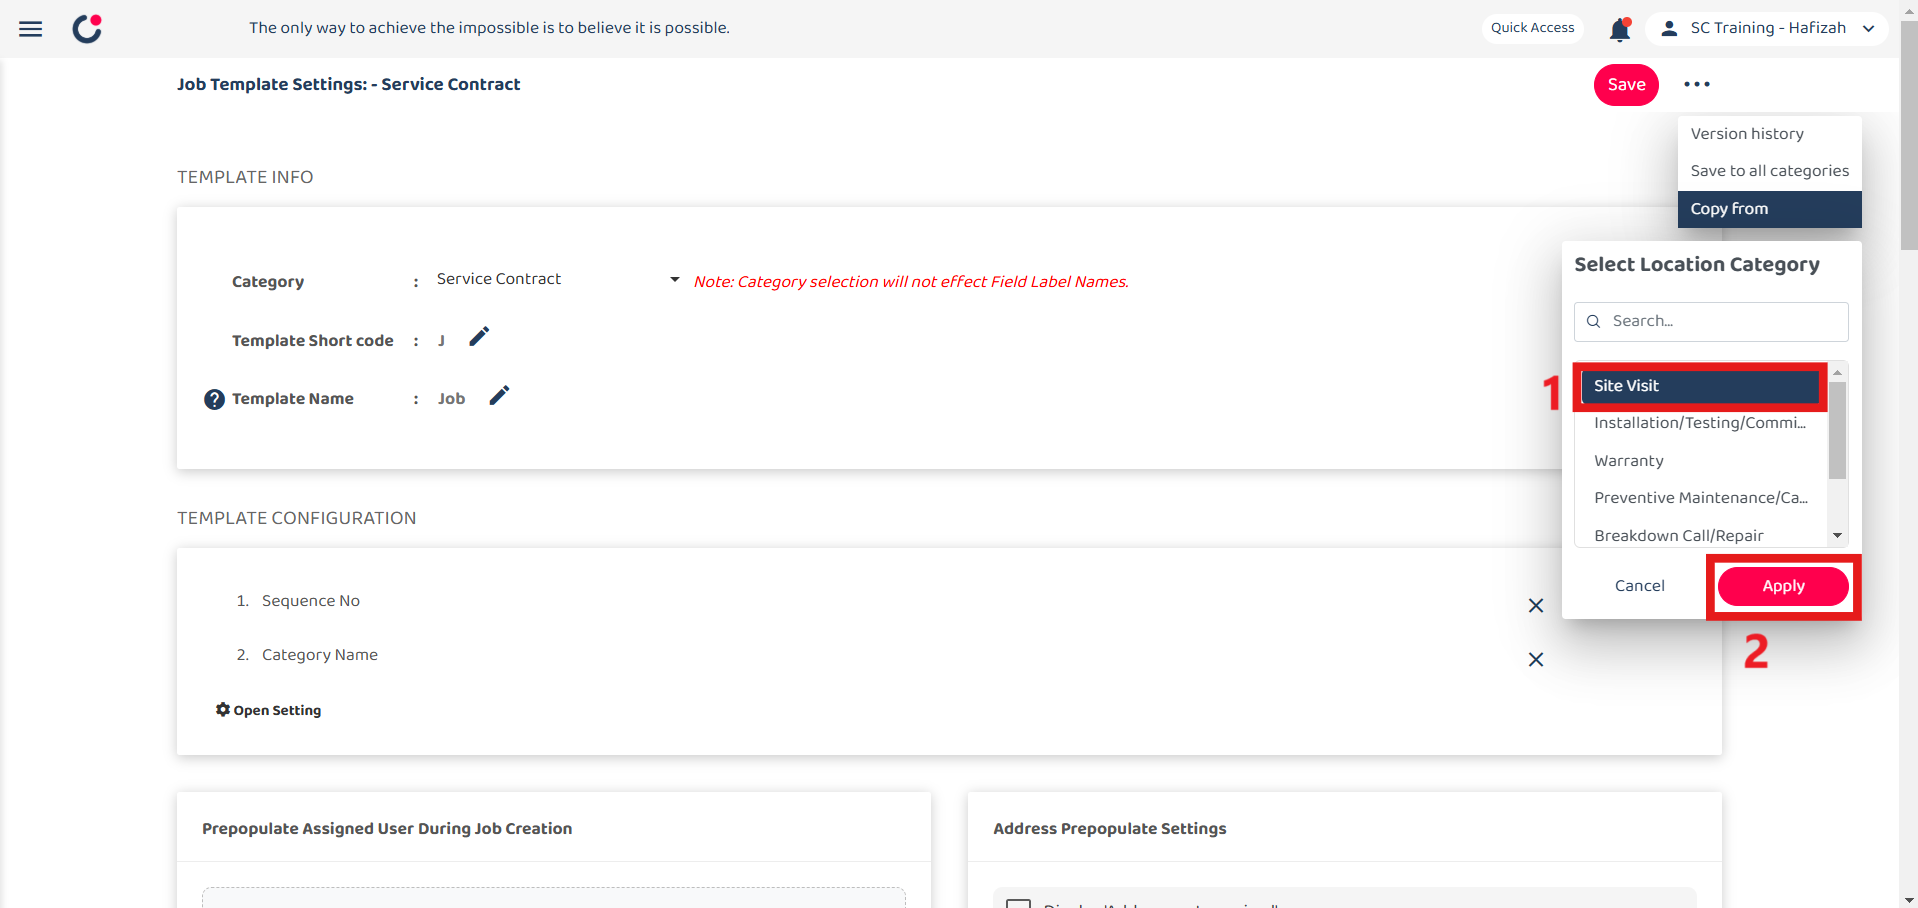 The only way to achieve the impossible is to believe it is possible.
Quick Access
SC Training - Hafizah
Job Template Settings: - Service Contract
Save
Version history
Save to all categories
Copy from
TEMPLATE INFO
Category : Service Contract
Note: Category selection will not effect Field Label Names.
Template Short code : J
? Template Name : Job
Select Location Category
Search...
1
Site Visit
Installation/Testing/Commi...
Warranty
Preventive Maintenance/Ca...
Breakdown Call/Repair
Cancel
Apply
2
TEMPLATE CONFIGURATION
1. Sequence No
2. Category Name
Open Setting
Prepopulate Assigned User During Job Creation
Address Prepopulate Settings